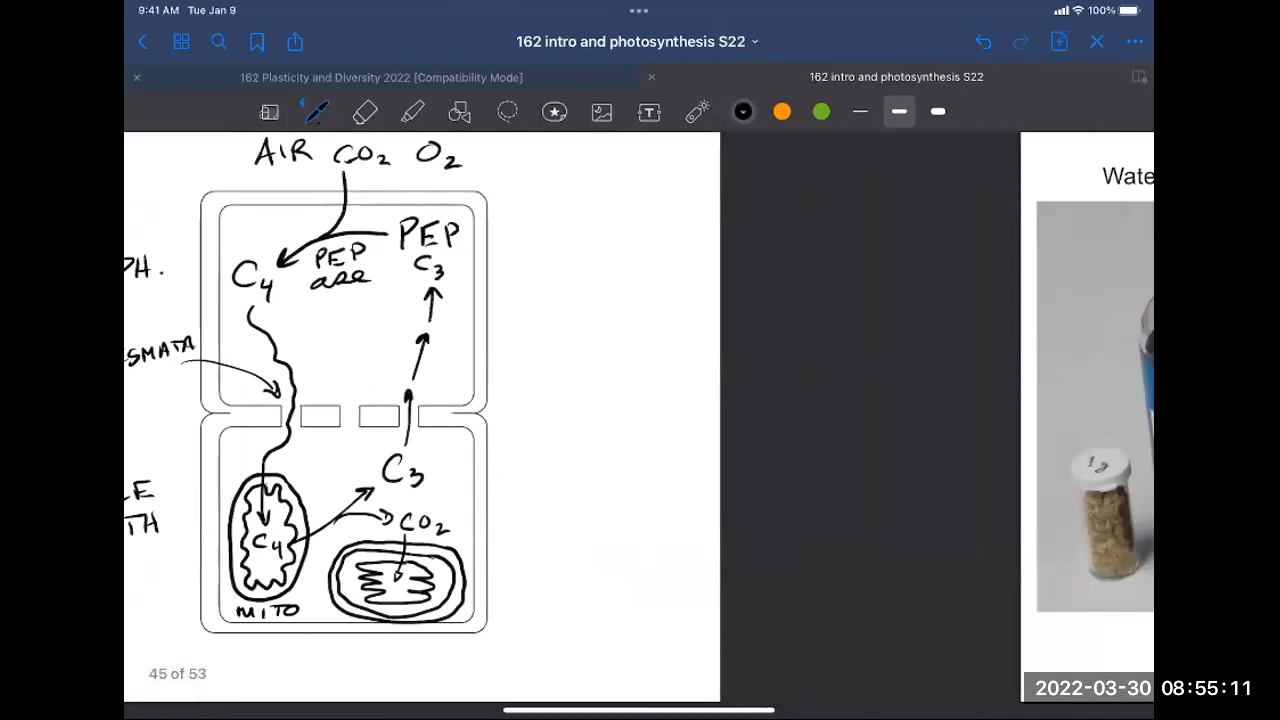 9:41 AM Tue Jan 9
100%
162 intro and photosynthesis S22
162 Plasticity and Diversity 2022 [Compatibility Mode]
162 intro and photosynthesis S22
T
AIR CO2 O2
PEP
C3
PEP
ase
C4
PH.
SMATA
C3
CO2
C4
MITO
LE
TH
45 of 53
Wate
2022-03-30 08:55:11